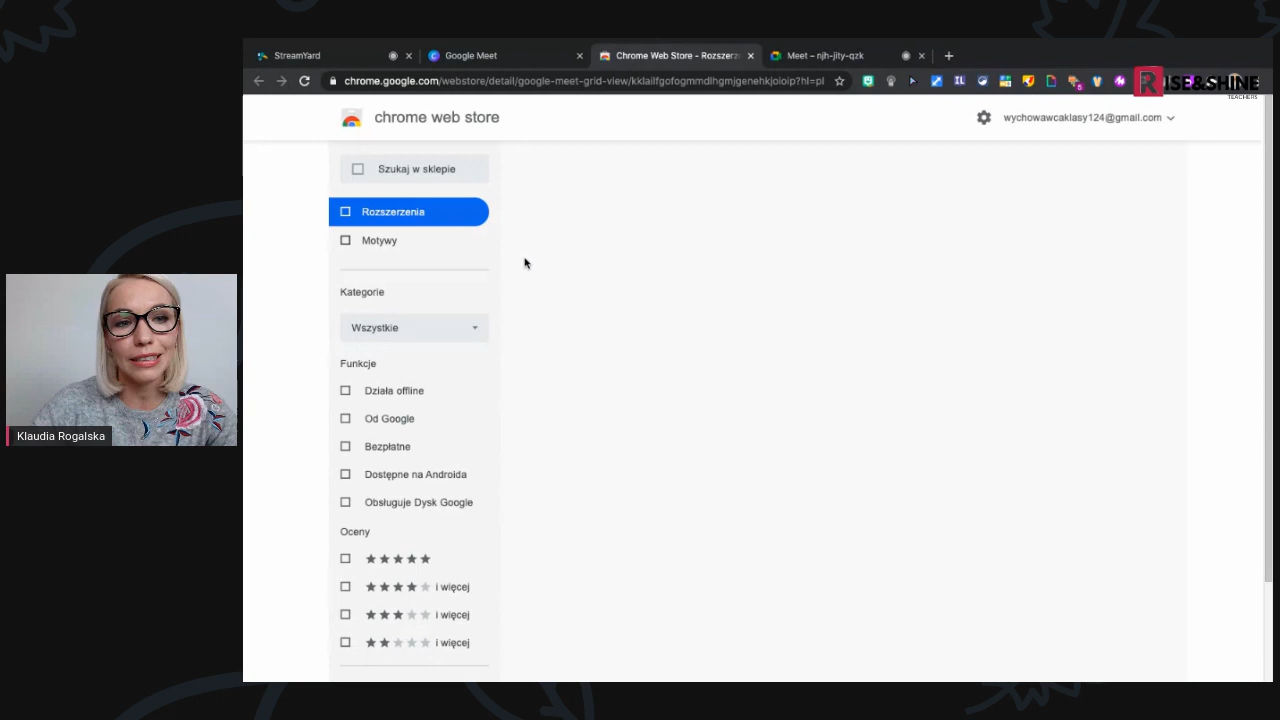 StreamYard
Google Meet
Chrome Web Store - Rozszerz
Meet – njh-jity-qzk
chrome.google.com/webstore/detail/google-meet-grid-view/kklailfgofogmmdlhgmjgenehkjoioip?hl=pl
RISE&SHINE
TEACHERS
chrome web store
wychowawcaklasy124@gmail.com
Szukaj w sklepie
Rozszerzenia
Motywy
Kategorie
Wszystkie
Funkcje
Działa offline
Od Google
Bezpłatne
Dostępne na Androida
Obsługuje Dysk Google
Oceny
i więcej
i więcej
i więcej
Klaudia Rogalska